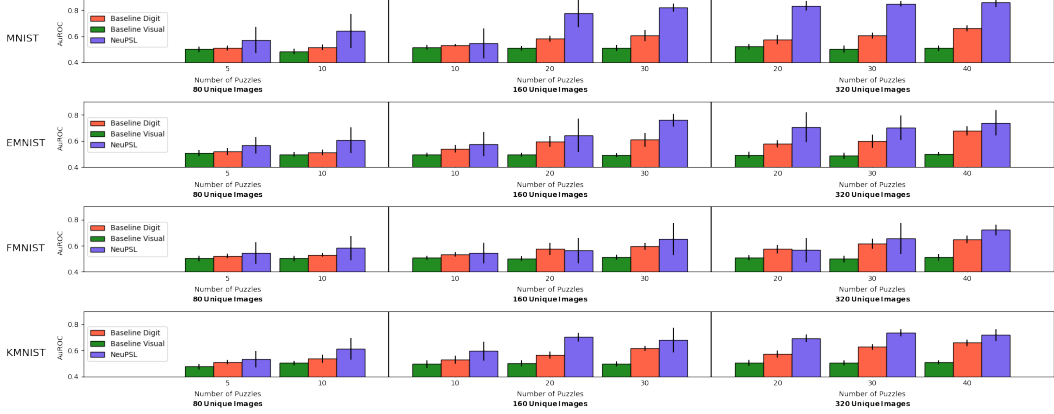 MNIST
AuROC
0.8
0.6
0.4
Baseline Digit
Baseline Visual
NeuPSL
5 10 10 20 30 20 30 40
Number of Puzzles Number of Puzzles Number of Puzzles
80 Unique Images 160 Unique Images 320 Unique Images
EMNIST
AuROC
0.8
0.6
0.4
Baseline Digit
Baseline Visual
NeuPSL
5 10 10 20 30 20 30 40
Number of Puzzles Number of Puzzles Number of Puzzles
80 Unique Images 160 Unique Images 320 Unique Images
FMNIST
AuROC
0.8
0.6
0.4
Baseline Digit
Baseline Visual
NeuPSL
5 10 10 20 30 20 30 40
Number of Puzzles Number of Puzzles Number of Puzzles
80 Unique Images 160 Unique Images 320 Unique Images
KMNIST
AuROC
0.8
0.6
0.4
Baseline Digit
Baseline Visual
NeuPSL
5 10 10 20 30 20 30 40
Number of Puzzles Number of Puzzles Number of Puzzles
80 Unique Images 160 Unique Images 320 Unique Images